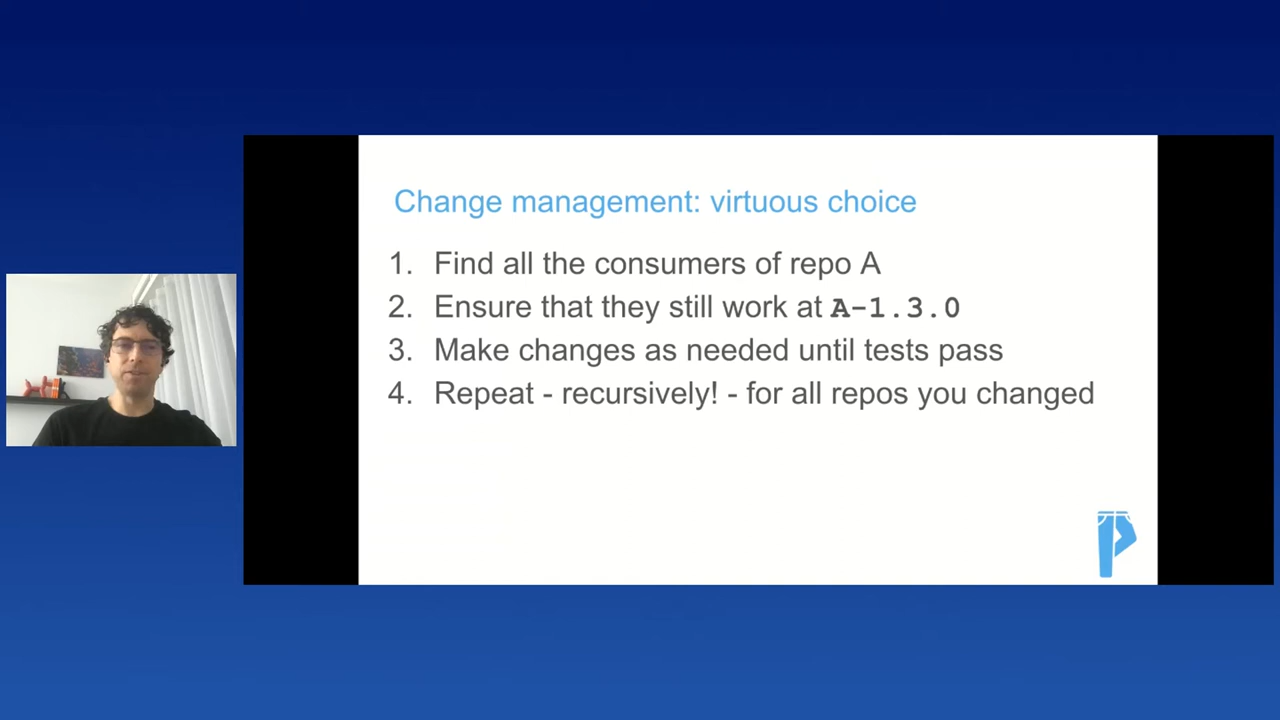 Change management: virtuous choice
1. Find all the consumers of repo A
2. Ensure that they still work at A-1.3.0
3. Make changes as needed until tests pass
4. Repeat - recursively! - for all repos you changed